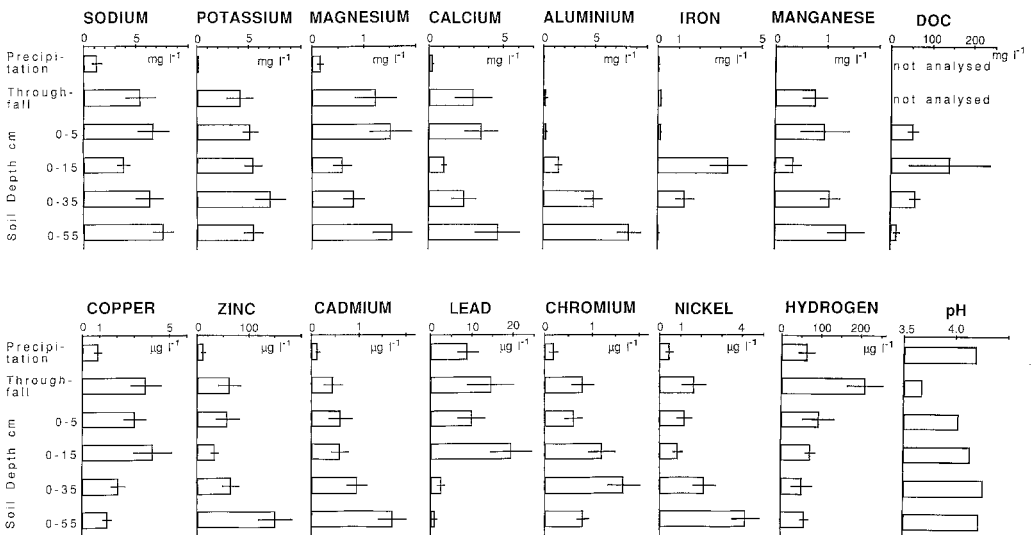 SODIUM POTASSIUM MAGNESIUM CALCIUM ALUMINIUM IRON MANGANESE DOC
0 5 0 5 0 1 0 5 0 5 0 1 5 0 1 0 100 200
mg l-1 mg l-1 mg l-1 mg l-1 mg l-1 mg l-1 mg l-1 mg l-1
Precipi-
tation
not analysed
Through-
fall
not analysed
Soil Depth cm
0-5
0-15
0-35
0-55
COPPER ZINC CADMIUM LEAD CHROMIUM NICKEL HYDROGEN pH
0 1 5 0 100 0 1 0 10 20 0 1 0 1 4 0 100 200 3.5 4.0
µg l-1 µg l-1 µg l-1 µg l-1 µg l-1 µg l-1 µg l-1
Precipi-
tation
Through-
fall
Soil Depth cm
0-5
0-15
0-35
0-55